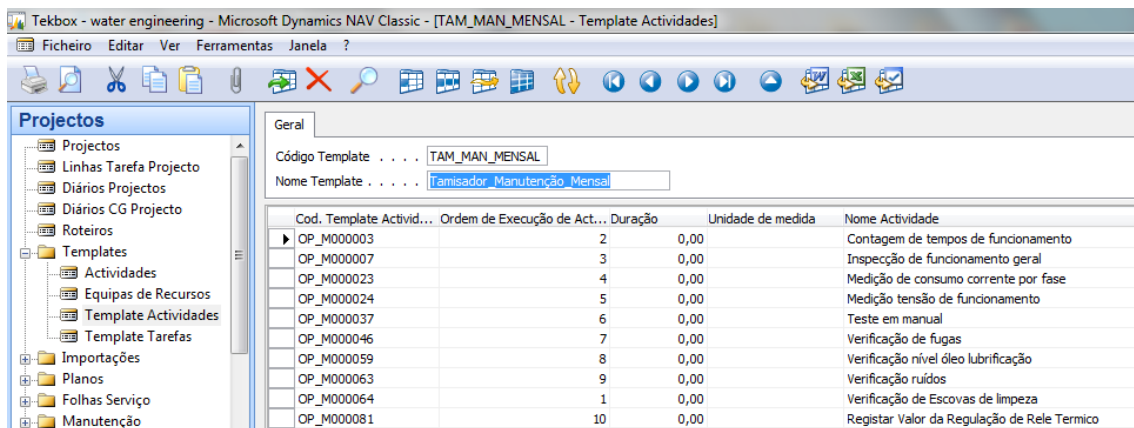 Tekbox - water engineering - Microsoft Dynamics NAV Classic - [TAM_MAN_MENSAL - Template Actividades]
Ficheiro Editar Ver Ferramentas Janela ?
Projectos
Projectos
Linhas Tarefa Projecto
Diários Projectos
Diários CG Projecto
Roteiros
Templates
Actividades
Equipas de Recursos
Template Actividades
Template Tarefas
Importações
Planos
Folhas Serviço
Manutenção
Geral
Código Template . . . . TAM_MAN_MENSAL
Nome Template . . . . . Tamisador_Manutenção_Mensal
Cod. Template Activid... Ordem de Execução de Act... Duração Unidade de medida Nome Actividade
OP_M000003 2 0,00 Contagem de tempos de funcionamento
OP_M000007 3 0,00 Inspecção de funcionamento geral
OP_M000023 4 0,00 Medição de consumo corrente por fase
OP_M000024 5 0,00 Medição tensão de funcionamento
OP_M000037 6 0,00 Teste em manual
OP_M000046 7 0,00 Verificação de fugas
OP_M000059 8 0,00 Verificação nível óleo lubrificação
OP_M000063 9 0,00 Verificação ruídos
OP_M000064 1 0,00 Verificação de Escovas de limpeza
OP_M000081 10 0,00 Registar Valor da Regulação de Rele Termico